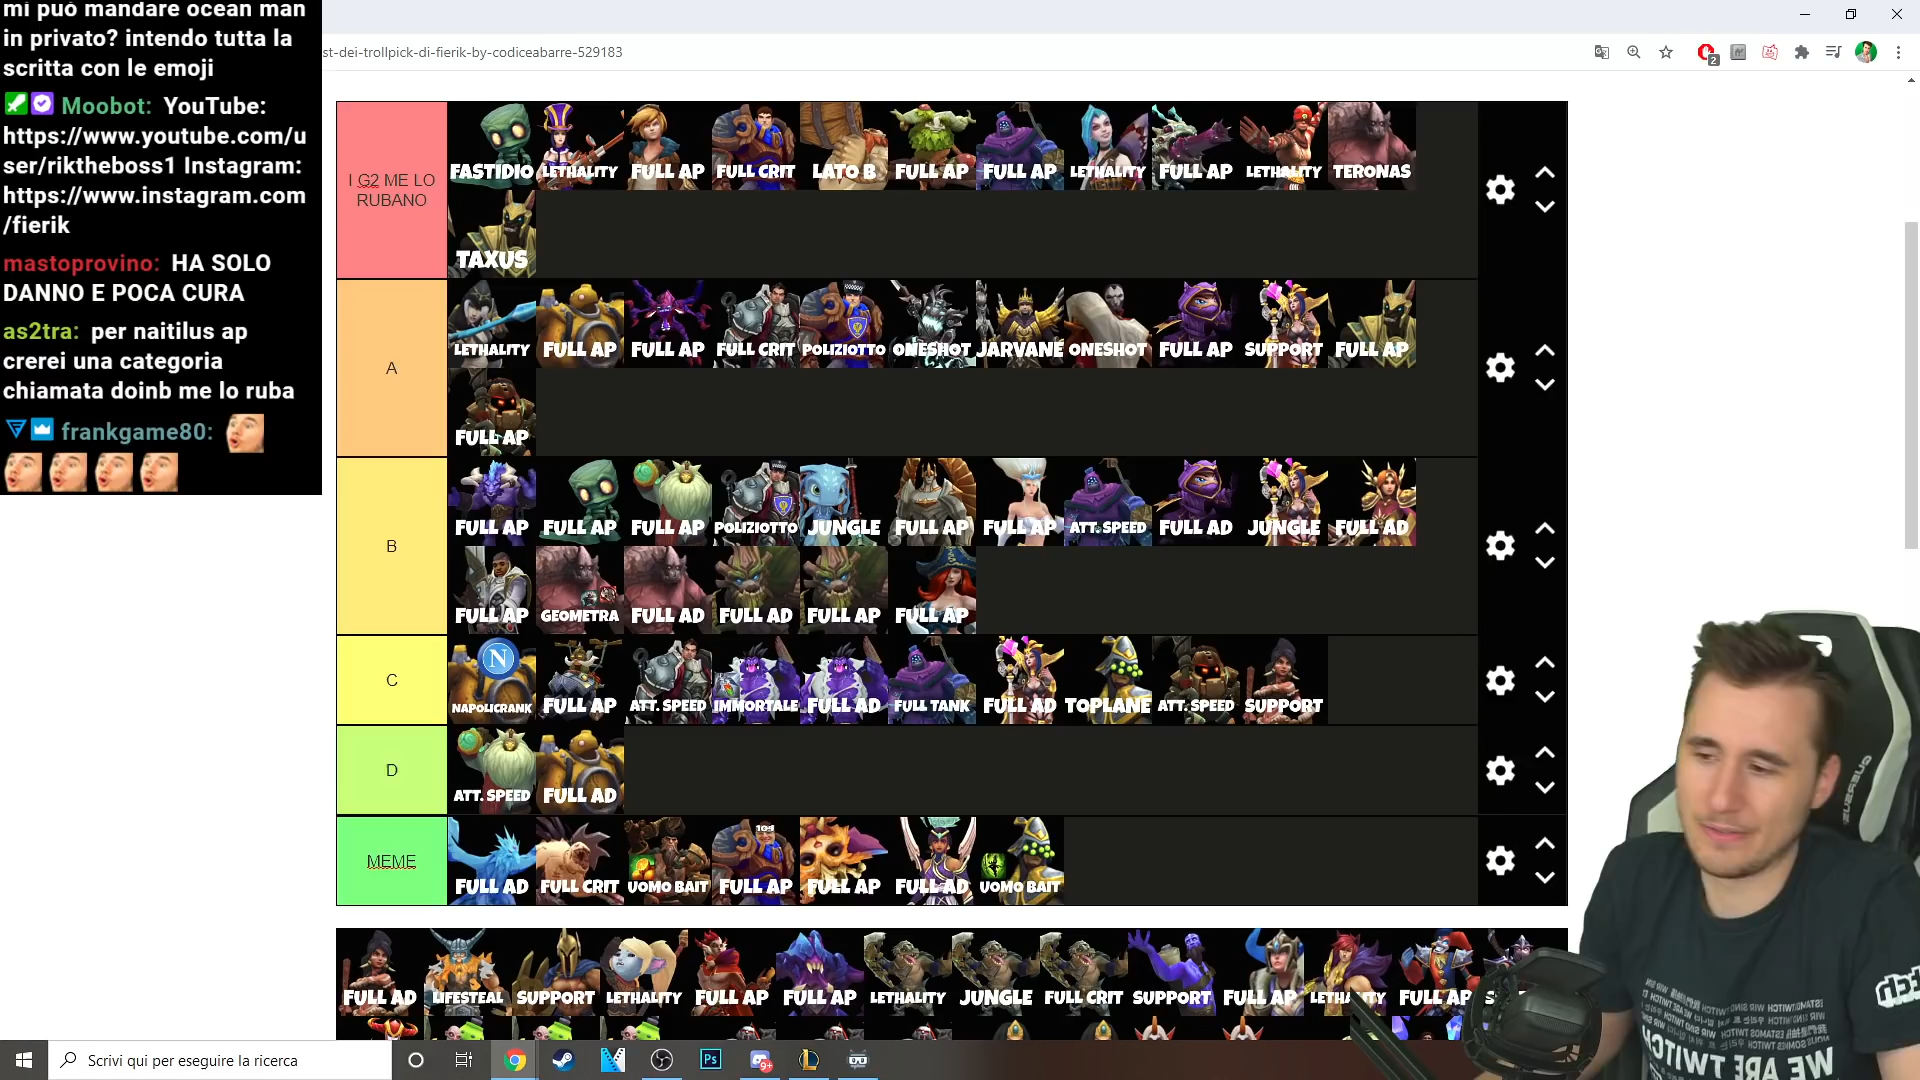 mi può mandare ocean man
in privato? intendo tutta la
scritta con le emoji
Moobot: YouTube:
https://www.youtube.com/u
ser/riktheboss1 Instagram:
https://www.instagram.com
/fierik
mastoprovino: HA SOLO
DANNO E POCA CURA
as2tra: per naitilus ap
crerei una categoria
chiamata doinb me lo ruba
frankgame80:
st-dei-trollpick-di-fierik-by-codiceabarre-529183
2
I G2 ME LO
RUBANO
FASTIDIO LETHALITY FULL AP FULL CRIT LATO B FULL AP FULL AP LETHALITY FULL AP LETHALITY TERONAS
TAXUS
A
LETHALITY FULL AP FULL AP FULL CRIT POLIZIOTTO ONESHOT JARVANE ONESHOT FULL AP SUPPORT FULL AP
FULL AP
B
FULL AP FULL AP FULL AP POLIZIOTTO JUNGLE FULL AP FULL AP ATT. SPEED FULL AD JUNGLE FULL AD
FULL AP GEOMETRA FULL AD FULL AD FULL AP FULL AP
C
N
NAPOLICRANK FULL AP ATT. SPEED IMMORTALE FULL AD FULL TANK FULL AD TOPLANE ATT. SPEED SUPPORT
D
ATT. SPEED FULL AD
MEME
104
FULL AD FULL CRIT UOMO BAIT FULL AP FULL AP FULL AD UOMO BAIT
FULL AD LIFESTEAL SUPPORT LETHALITY FULL AP FULL AP LETHALITY JUNGLE FULL CRIT SUPPORT FULL AP LETHALITY FULL AP
WE ARE TWITCH
Scrivi qui per eseguire la ricerca
Ps
9+